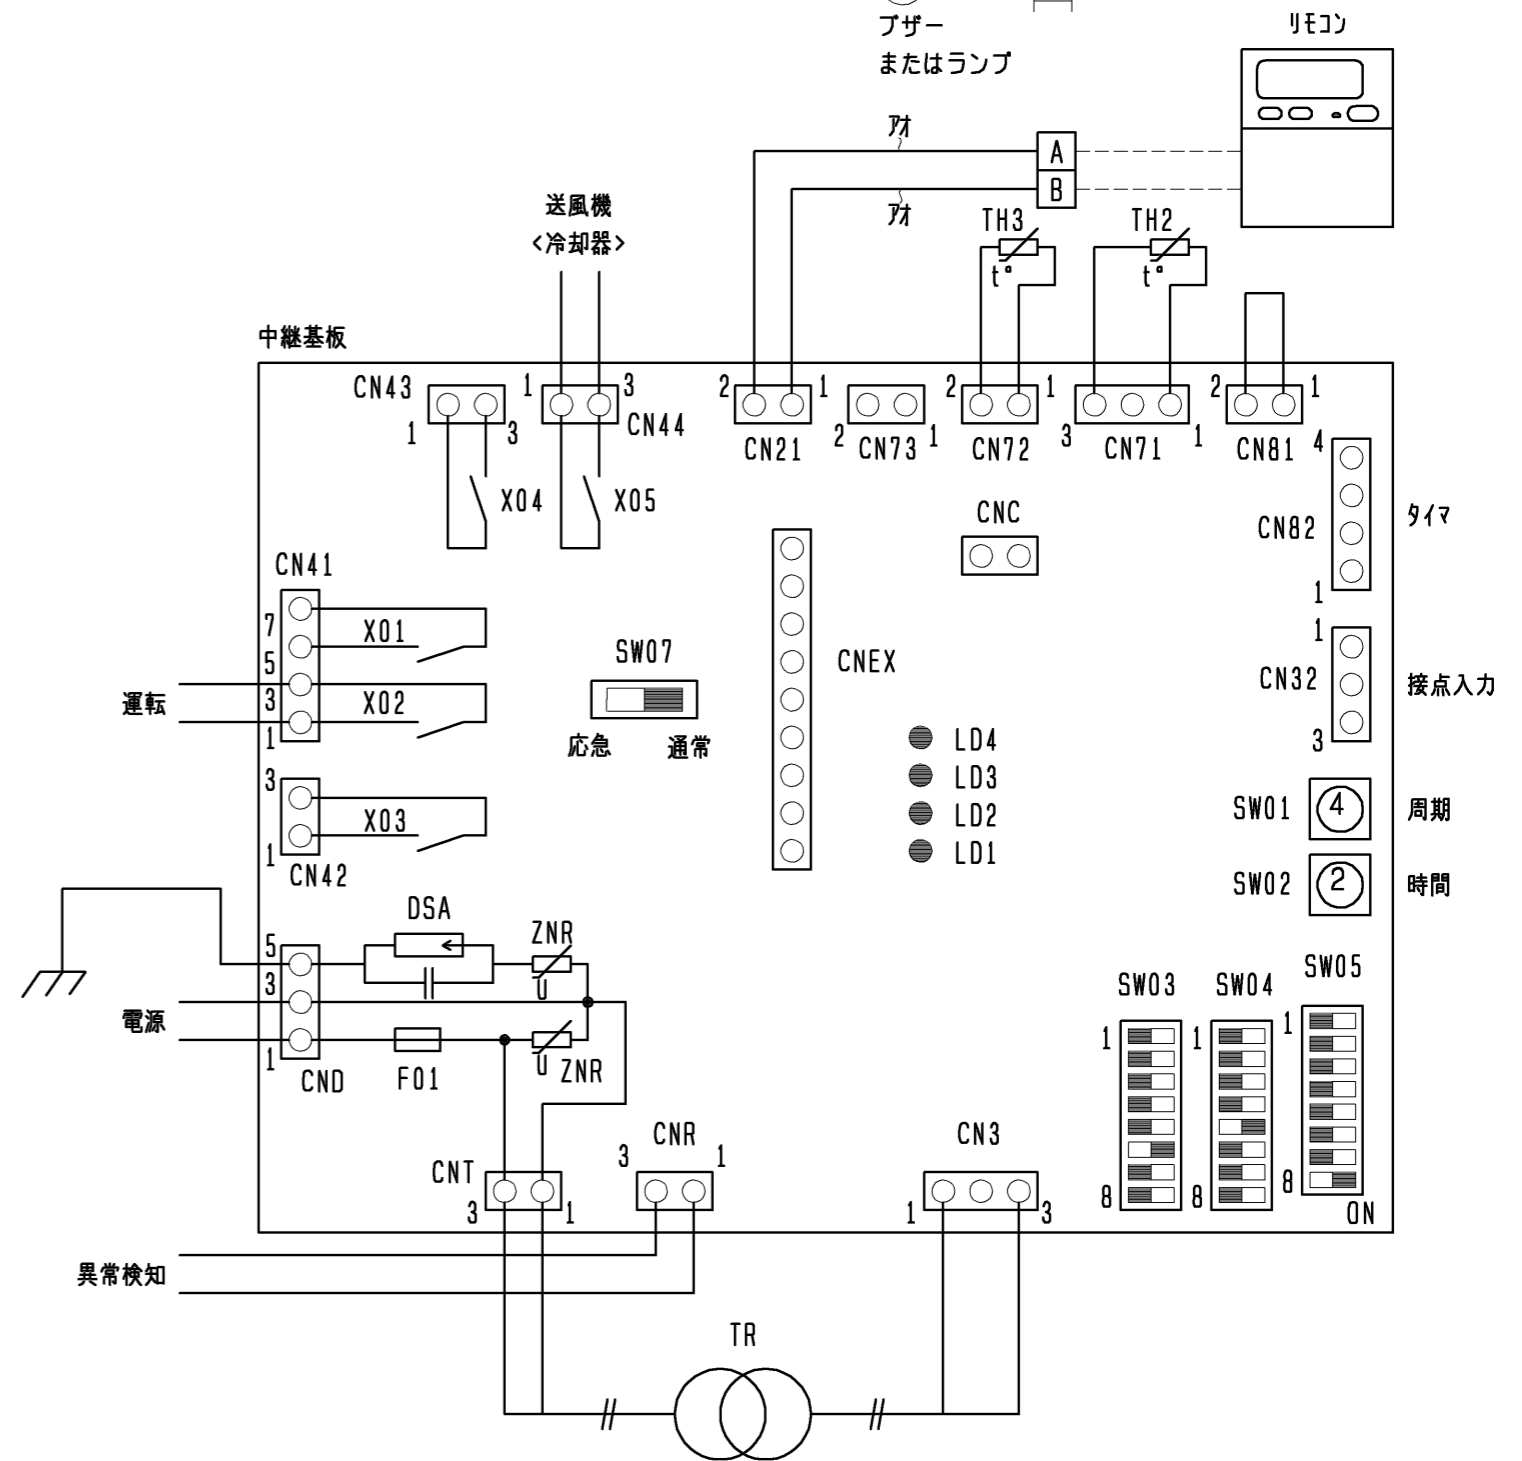 ブザー
またはランプ
リモコン
アオ
A
B
アオ
送風機
<冷却器>
TH3
t°
TH2
t°
中継基板
CN43
1
3
1
3
CN44
2
1
CN21
2
1
CN73
2
1
CN72
3
1
CN71
2
1
CN81
X04
X05
CNC
4
CN82
1
タイマ
CN41
7
5
3
1
X01
X02
運転
SW07
応急
通常
CNEX
1
CN32
3
接点入力
LD4
LD3
LD2
LD1
3
1
X03
CN42
SW01
4
周期
SW02
2
時間
DSA
ZNR
U
5
3
1
電源
CND
F01
U
ZNR
SW03
1
8
SW04
1
8
SW05
1
8
ON
CNT
3
1
CNR
3
1
CN3
1
3
異常検知
TR